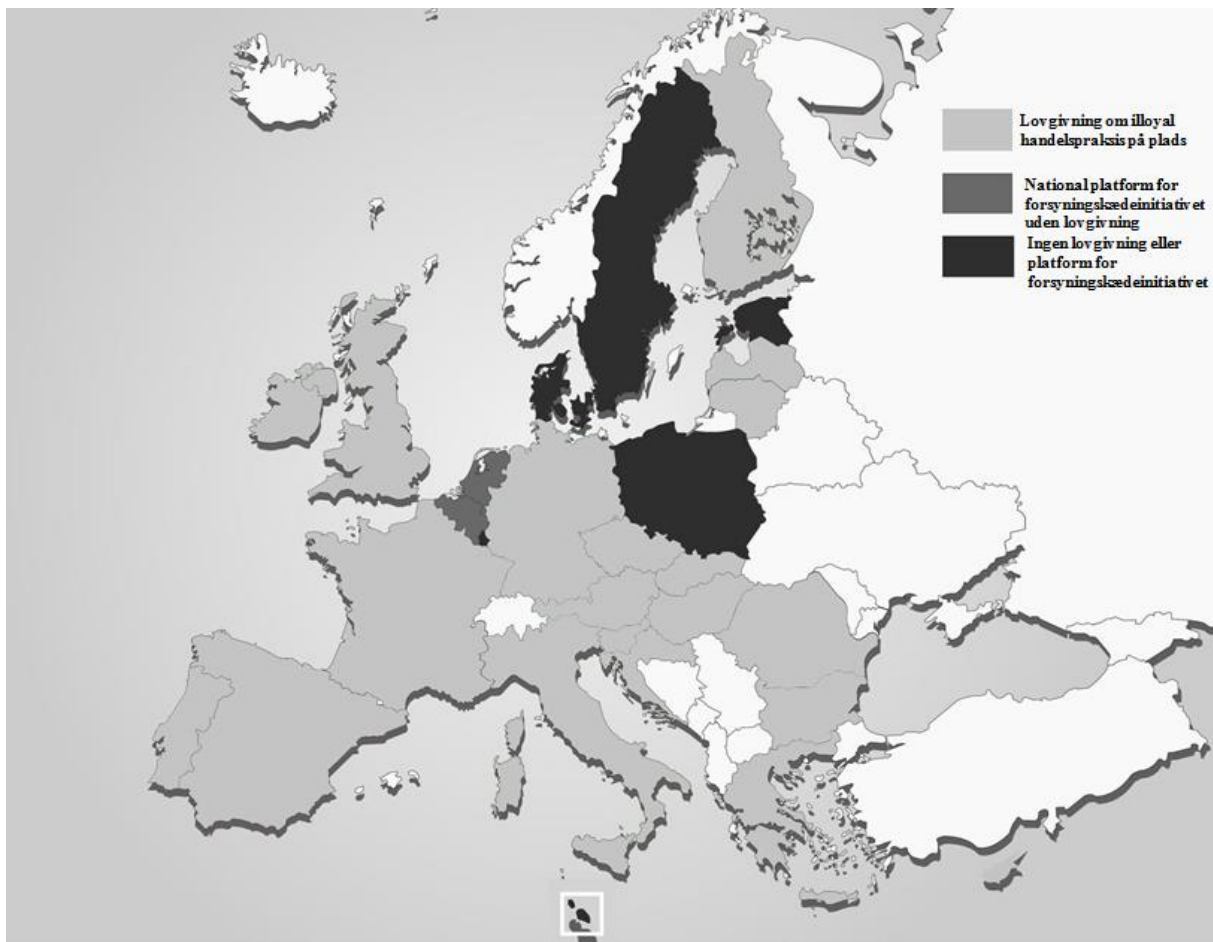 Lovgivning om illoyal
handelspraksis på plads
National platform for
forsyningskædeinitiativet
uden lovgivning
Ingen lovgivning eller
platform for
forsyningskædeinitiativet